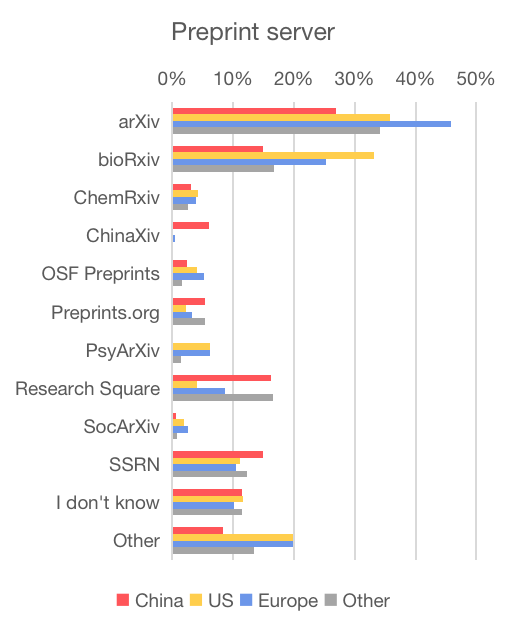 Preprint server
0% 10% 20% 30% 40% 50%
arXiv
bioRxiv
ChemRxiv
ChinaXiv
OSF Preprints
Preprints.org
PsyArXiv
Research Square
SocArXiv
SSRN
I don't know
Other
China US Europe Other